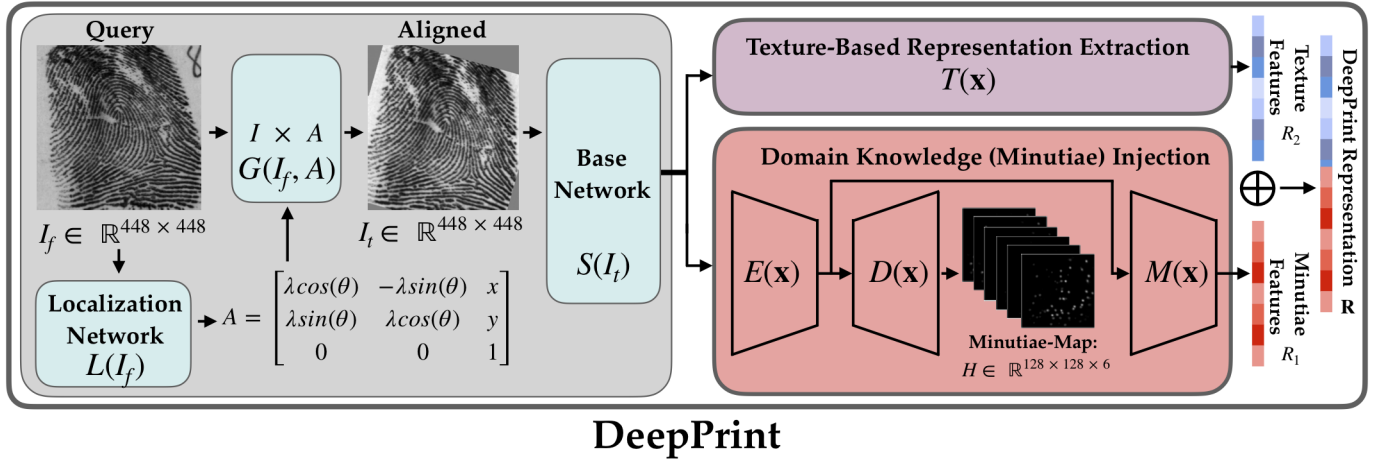 Query
Aligned
I × A
G(I_f, A)
I_f ∈ ℝ^{448 × 448}
I_t ∈ ℝ^{448 × 448}
Localization
Network
L(I_f)
A = [λcos(θ) −λsin(θ) x
λsin(θ) λcos(θ) y
0 0 1]
Base
Network
S(I_t)
Texture-Based Representation Extraction
T(x)
Domain Knowledge (Minutiae) Injection
E(x)
D(x)
M(x)
Minutiae-Map:
H ∈ ℝ^{128 × 128 × 6}
Texture
Features
R_2
⊕
Minutiae
Features
R_1
DeepPrint Representation R
DeepPrint